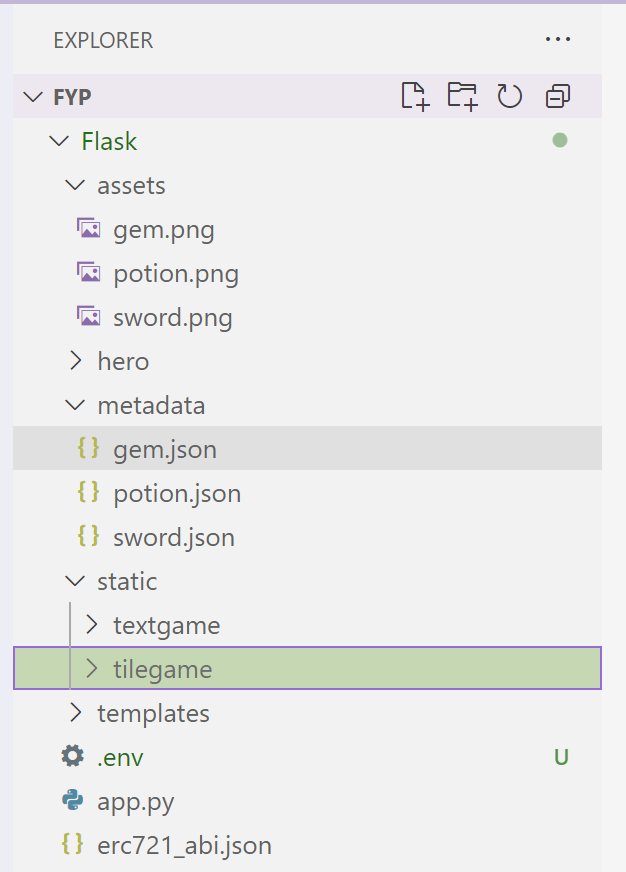 EXPLORER
FYP
Flask
assets
gem.png
potion.png
sword.png
hero
metadata
gem.json
potion.json
sword.json
static
textgame
tilegame
templates
.env U
app.py
erc721_abi.json